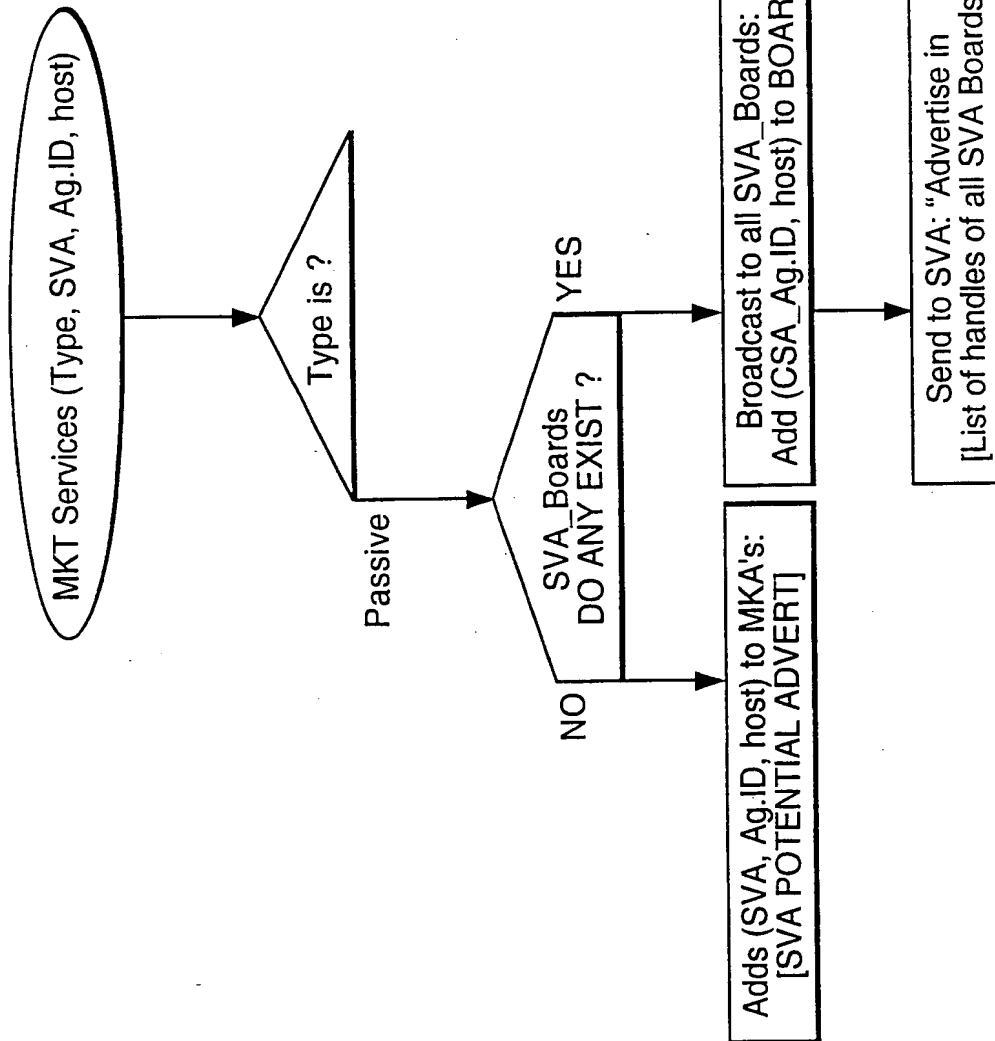 MKT Services (Type, SVA, Ag.ID, host)
Type is ?
Passive
SVA_Boards
DO ANY EXIST ?
NO
YES
Adds (SVA, Ag.ID, host) to MKA's:
[SVA POTENTIAL ADVERT]
Broadcast to all SVA_Boards:
Add (CSA_Ag.ID, host) to BOAR
Send to SVA: "Advertise in
[List of handles of all SVA Boards